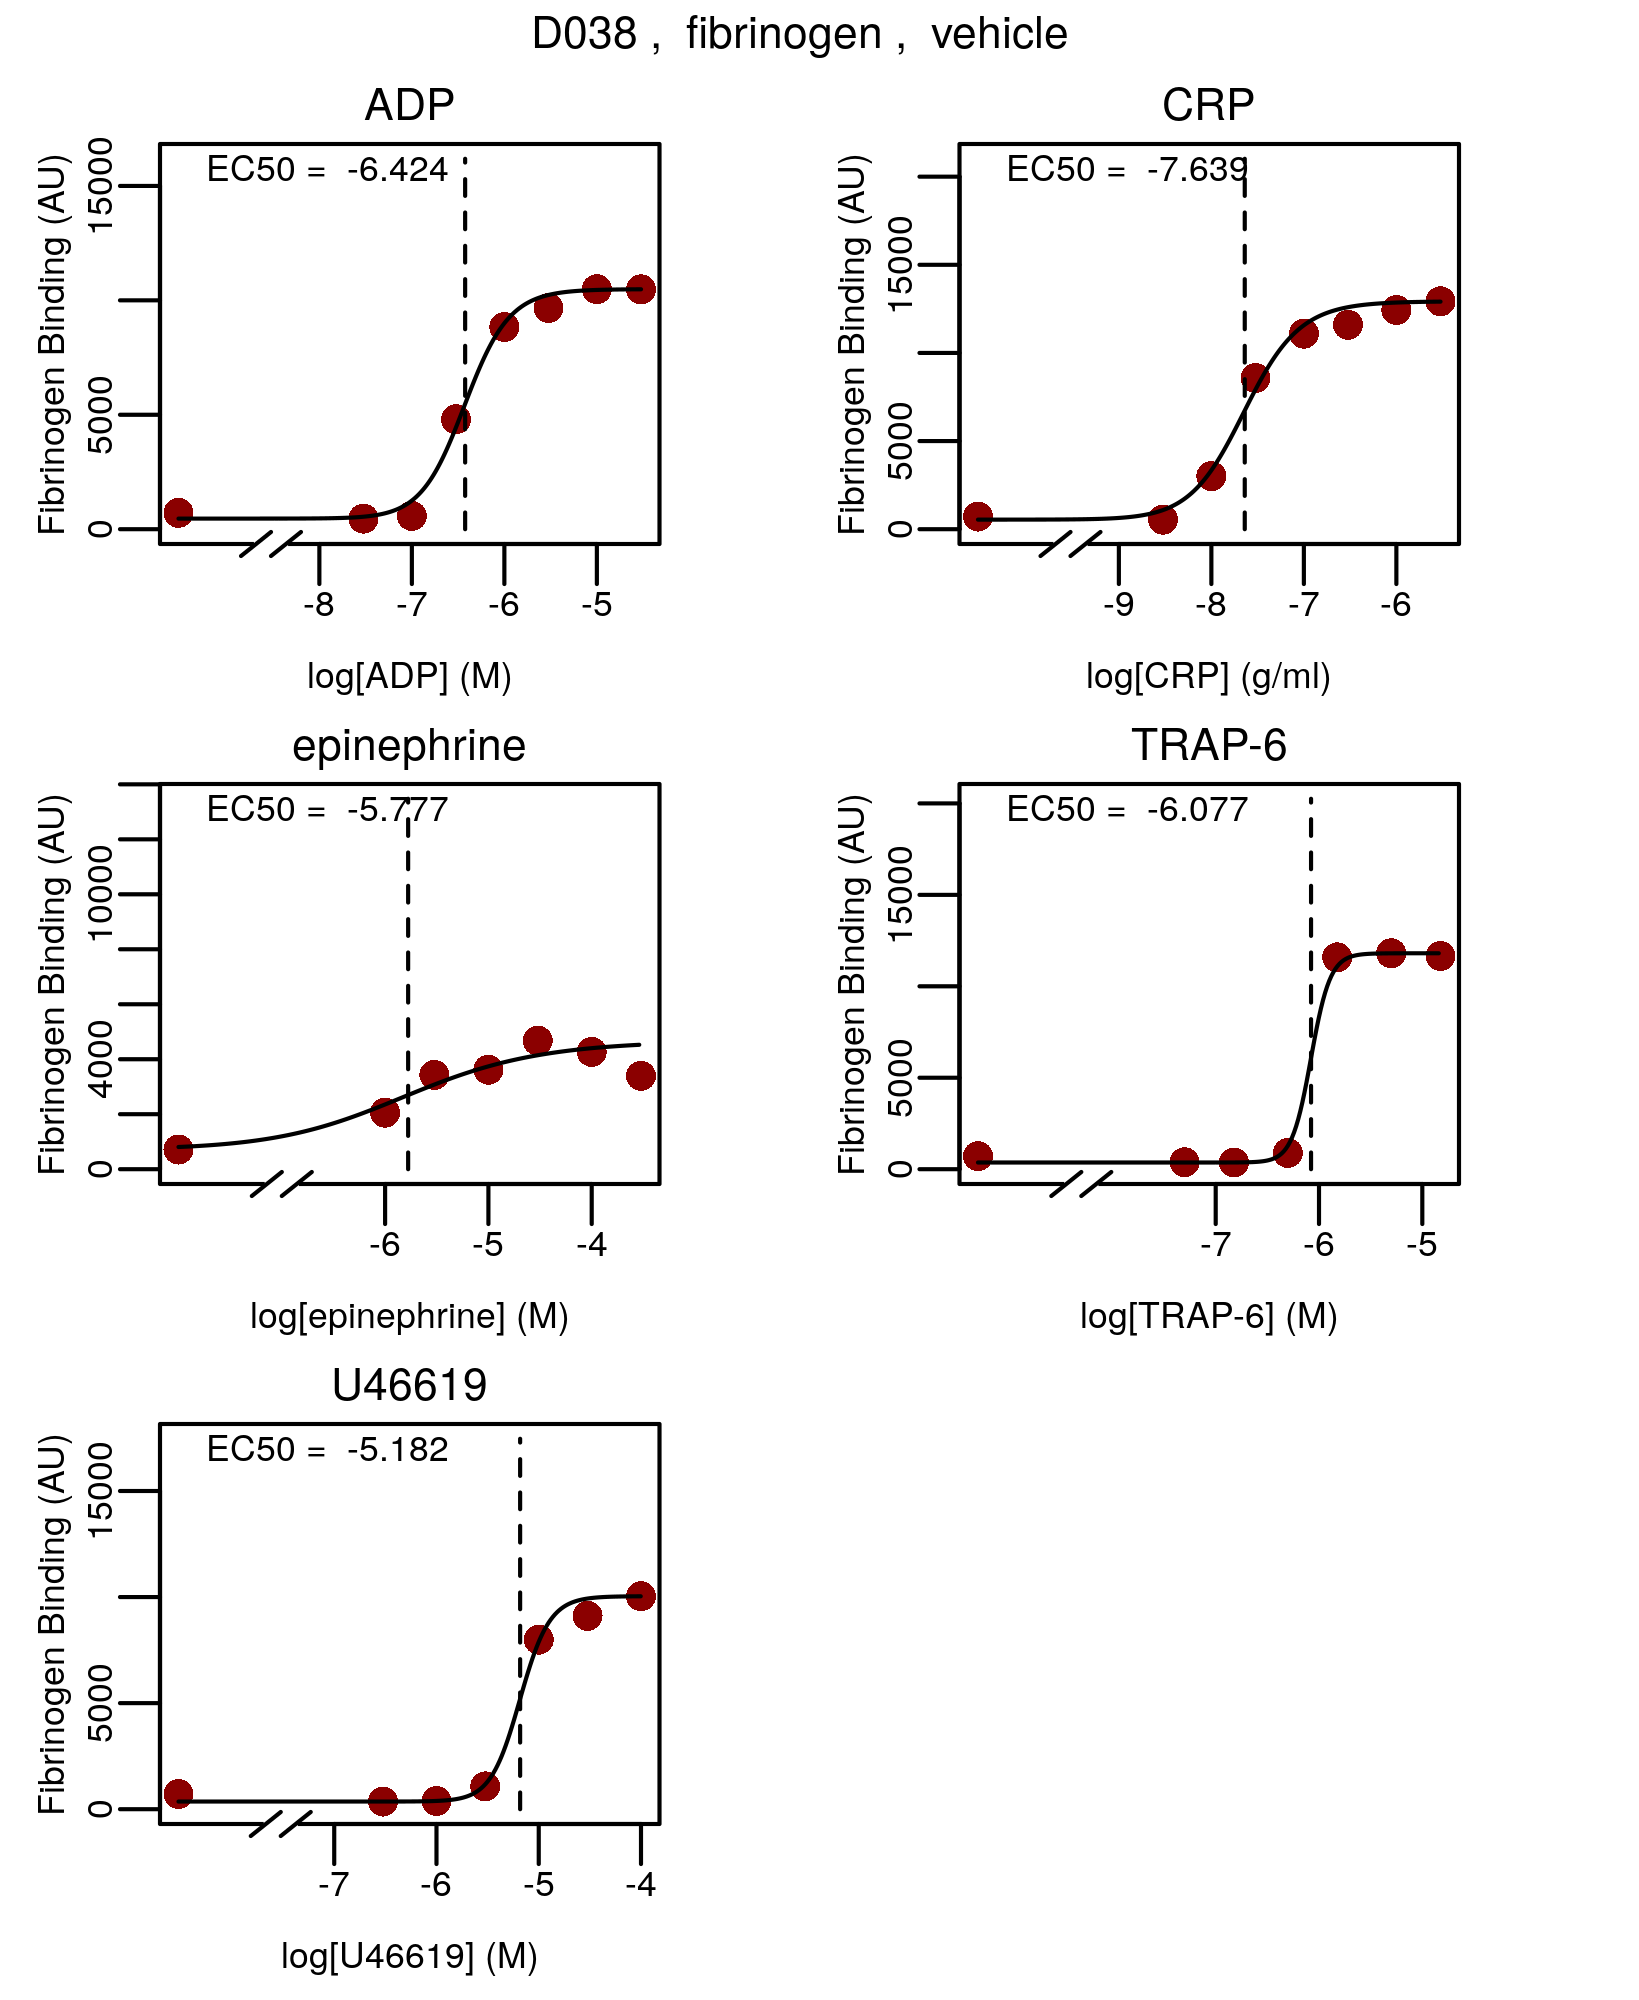 D038 ,  fibrinogen ,  vehicle
ADP
EC50 =  -6.424
Fibrinogen Binding (AU)
0 5000 15000
-8 -7 -6 -5
log[ADP] (M)
CRP
EC50 =  -7.639
Fibrinogen Binding (AU)
0 5000 15000
-9 -8 -7 -6
log[CRP] (g/ml)
epinephrine
EC50 =  -5.777
Fibrinogen Binding (AU)
0 4000 10000
-6 -5 -4
log[epinephrine] (M)
TRAP-6
EC50 =  -6.077
Fibrinogen Binding (AU)
0 5000 15000
-7 -6 -5
log[TRAP-6] (M)
U46619
EC50 =  -5.182
Fibrinogen Binding (AU)
0 5000 15000
-7 -6 -5 -4
log[U46619] (M)